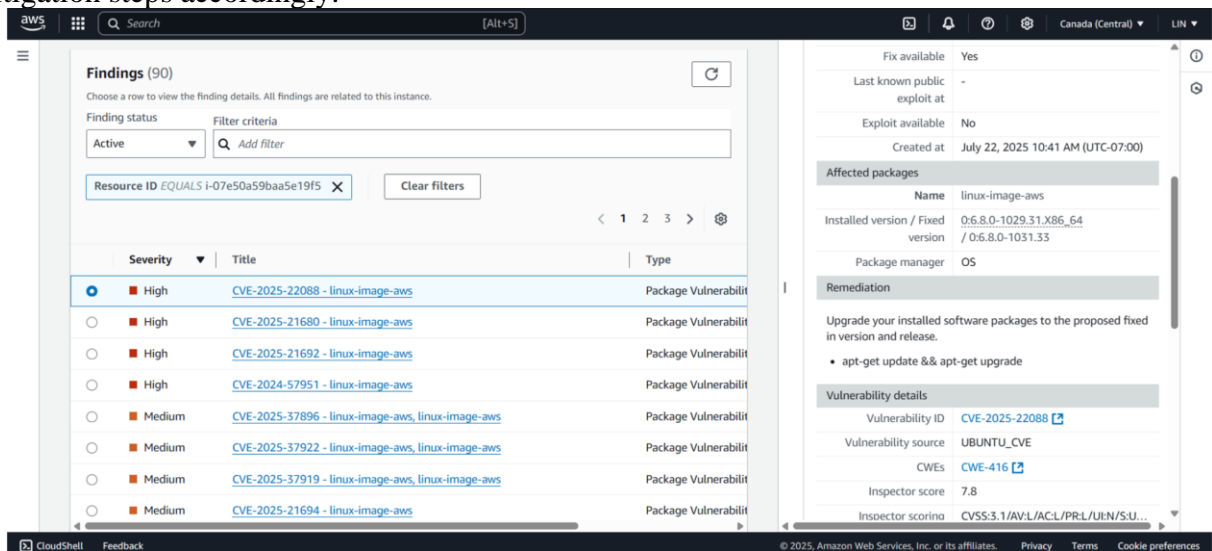 tigation steps accordingly.
aws Search [Alt+S] Canada (Central) LIN
Findings (90)
Choose a row to view the finding details. All findings are related to this instance.
Finding status
Filter criteria
Active
Add filter
Resource ID EQUALS i-07e50a59baa5e19f5
Clear filters
1 2 3
Severity Title Type
High CVE-2025-22088 - linux-image-aws Package Vulnerabilit
High CVE-2025-21680 - linux-image-aws Package Vulnerabilit
High CVE-2025-21692 - linux-image-aws Package Vulnerabilit
High CVE-2024-57951 - linux-image-aws Package Vulnerabilit
Medium CVE-2025-37896 - linux-image-aws, linux-image-aws Package Vulnerabilit
Medium CVE-2025-37922 - linux-image-aws, linux-image-aws Package Vulnerabilit
Medium CVE-2025-37919 - linux-image-aws, linux-image-aws Package Vulnerabilit
Medium CVE-2025-21694 - linux-image-aws Package Vulnerabilit
Fix available Yes
Last known public -
exploit at
Exploit available No
Created at July 22, 2025 10:41 AM (UTC-07:00)
Affected packages
Name linux-image-aws
Installed version / Fixed 0:6.8.0-1029.31.X86_64
version / 0:6.8.0-1031.33
Package manager OS
Remediation
Upgrade your installed software packages to the proposed fixed
in version and release.
• apt-get update && apt-get upgrade
Vulnerability details
Vulnerability ID CVE-2025-22088
Vulnerability source UBUNTU_CVE
CWEs CWE-416
Inspector score 7.8
Inspector scoring CVSS:3.1/AV:L/AC:L/PR:L/UI:N/S:U...
CloudShell Feedback © 2025, Amazon Web Services, Inc. or its affiliates. Privacy Terms Cookie preferences